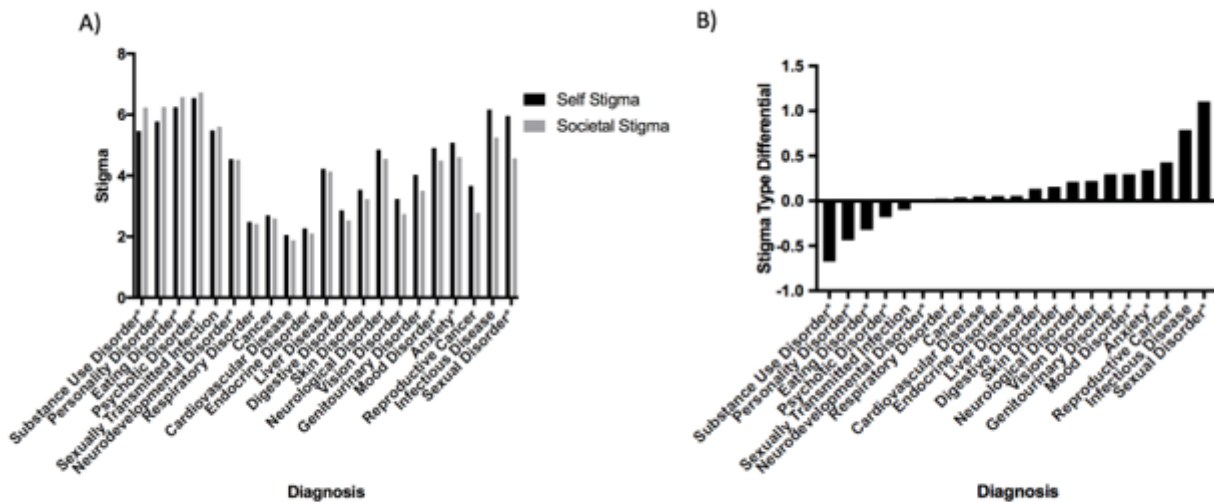 A)
8
6
4
2
0
Stigma
Self Stigma
Societal Stigma
Substance Use Disorder*
Personality Disorder*
Eating Disorder*
Psychotic Disorder*
Sexually Transmitted Infection
Neurodevelopmental Disorder*
Respiratory Disorder
Cancer
Cardiovascular Disease
Endocrine Disorder
Liver Disease
Digestive Disorder
Skin Disorder
Neurological Disorder
Vision Disorder
Genitourinary Disorder
Mood Disorder*
Anxiety*
Reproductive Cancer
Infectious Disease
Sexual Disorder*
Diagnosis
B)
1.5
1.0
0.5
0.0
-0.5
-1.0
Stigma Type Differential
Substance Use Disorder*
Personality Disorder*
Eating Disorder*
Psychotic Disorder*
Sexually Transmitted Infection
Neurodevelopmental Disorder*
Respiratory Disorder
Cancer
Cardiovascular Disease
Endocrine Disorder
Liver Disease
Digestive Disorder
Skin Disorder
Neurological Disorder
Vision Disorder
Genitourinary Disorder
Mood Disorder*
Anxiety*
Reproductive Cancer
Infectious Disease
Sexual Disorder*
Diagnosis